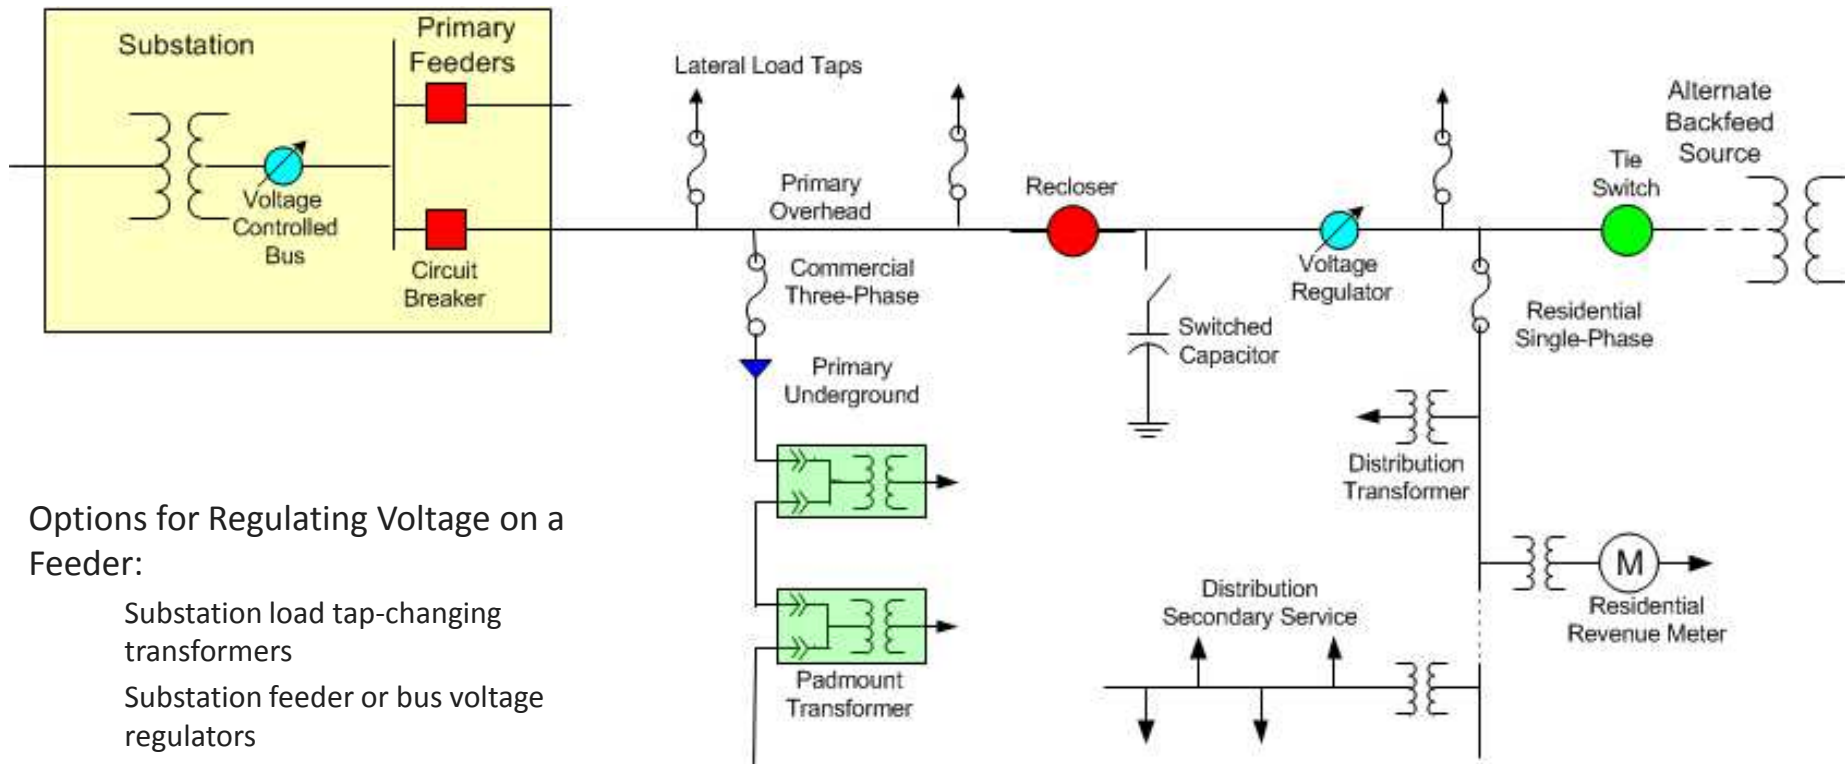 Substation
Primary
Feeders
Voltage
Controlled
Bus
Circuit
Breaker
Lateral Load Taps
Primary
Overhead
Commercial
Three-Phase
Primary
Underground
Padmount
Transformer
Recloser
Switched
Capacitor
Voltage
Regulator
Tie
Switch
Alternate
Backfeed
Source
Residential
Single-Phase
Distribution
Transformer
M
Residential
Revenue Meter
Distribution
Secondary Service
Options for Regulating Voltage on a
Feeder:
Substation load tap-changing
transformers
Substation feeder or bus voltage
regulators